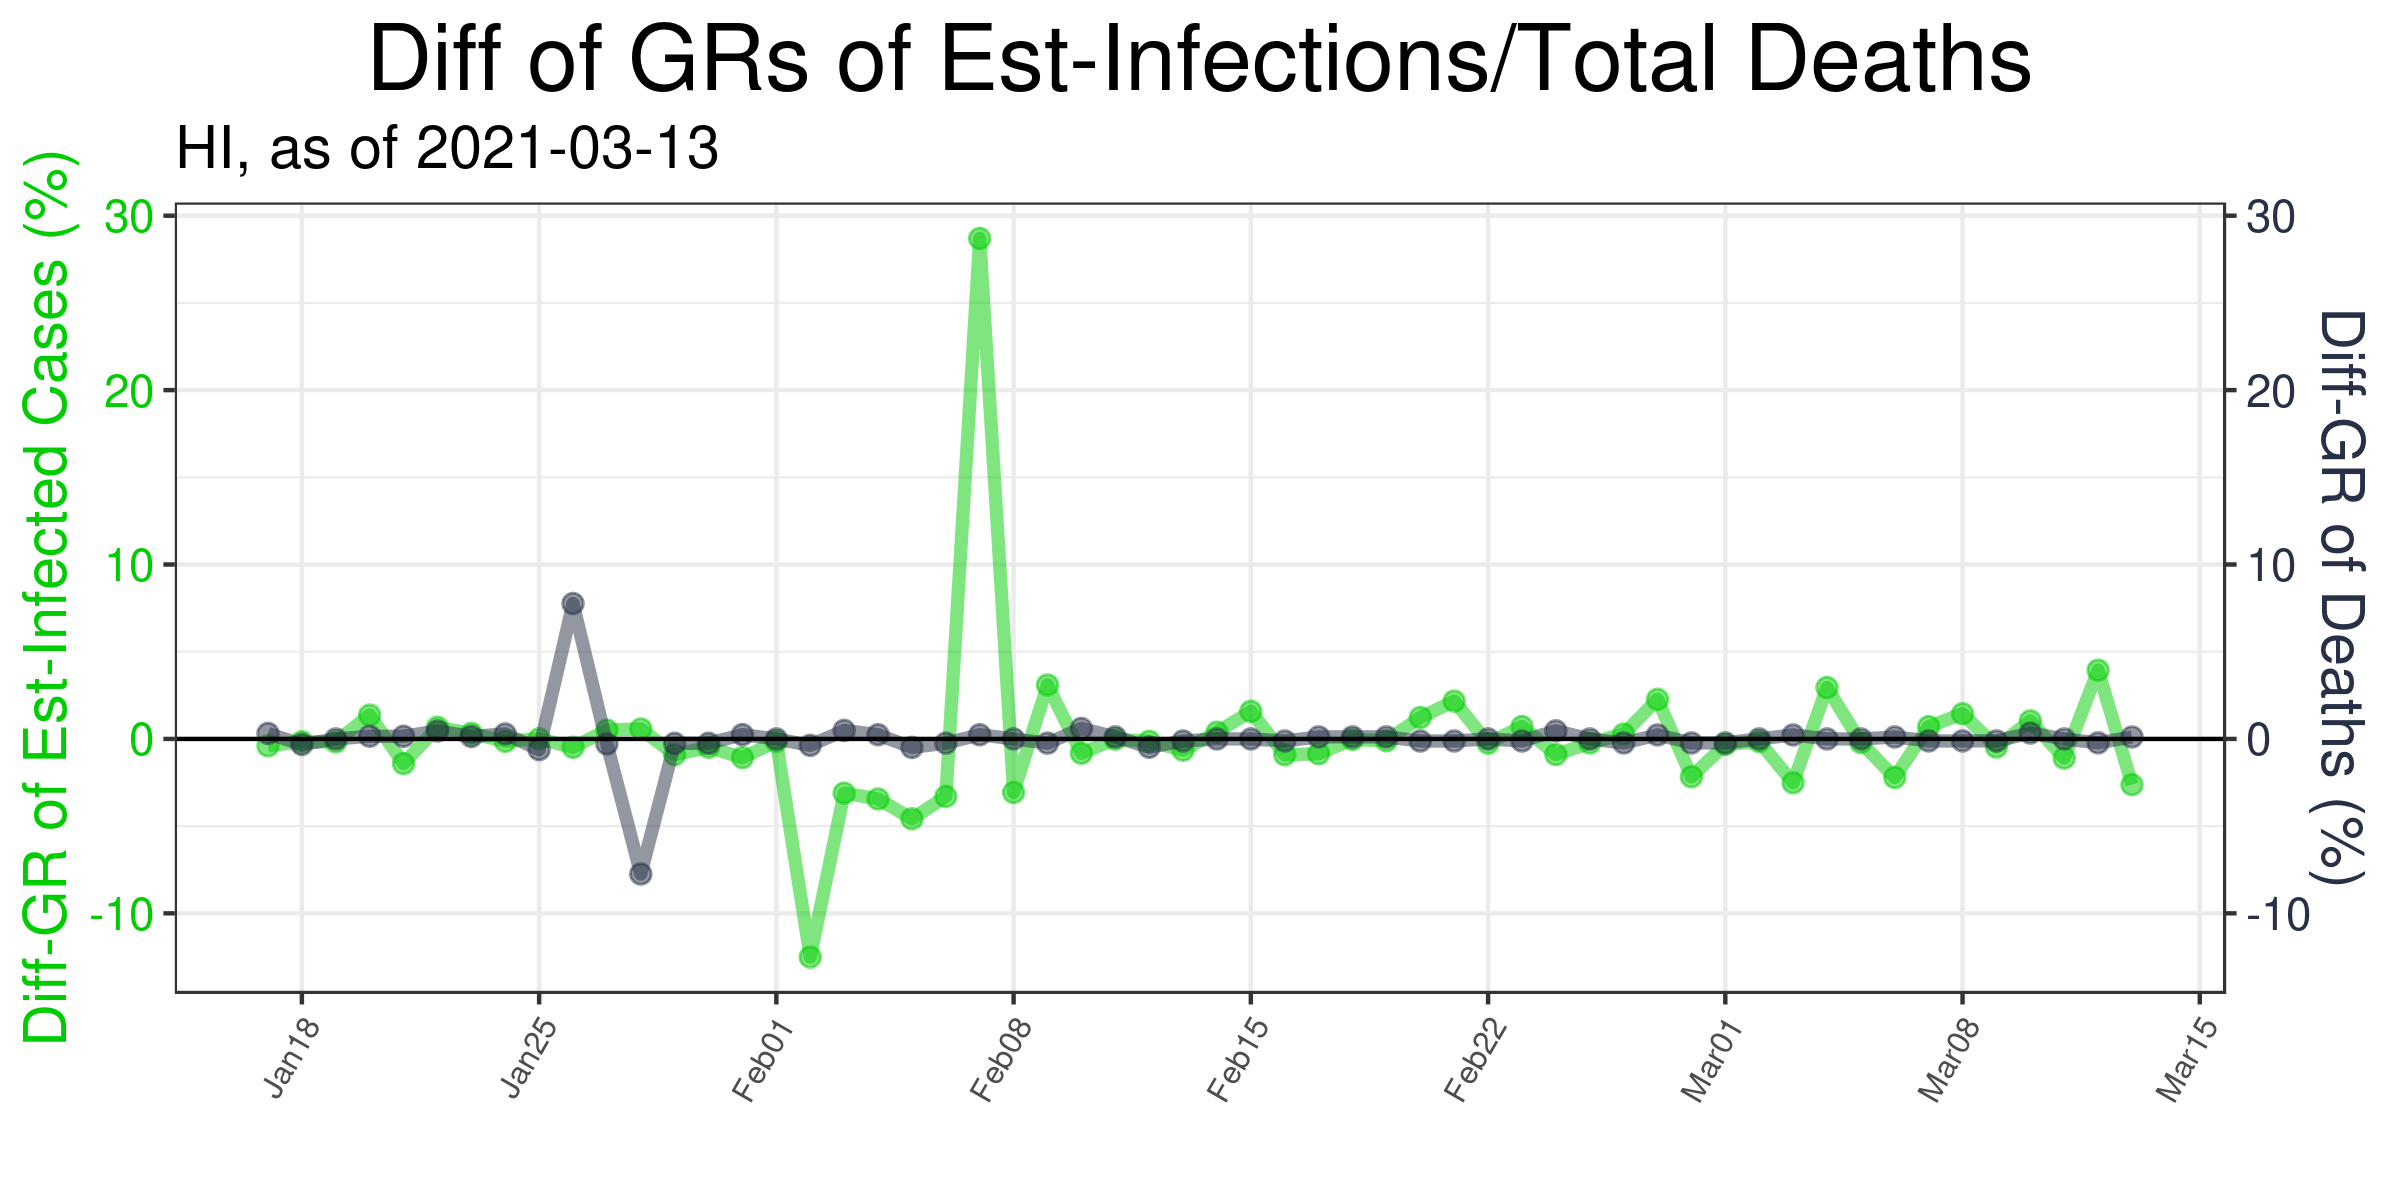 Diff of GRs of Est-Infections/Total Deaths
HI, as of 2021-03-13
Diff-GR of Est-Infected Cases (%)
30
20
10
0
-10
30
20
10
0
-10
Diff-GR of Deaths (%)
Jan18
Jan25
Feb01
Feb08
Feb15
Feb22
Mar01
Mar08
Mar15